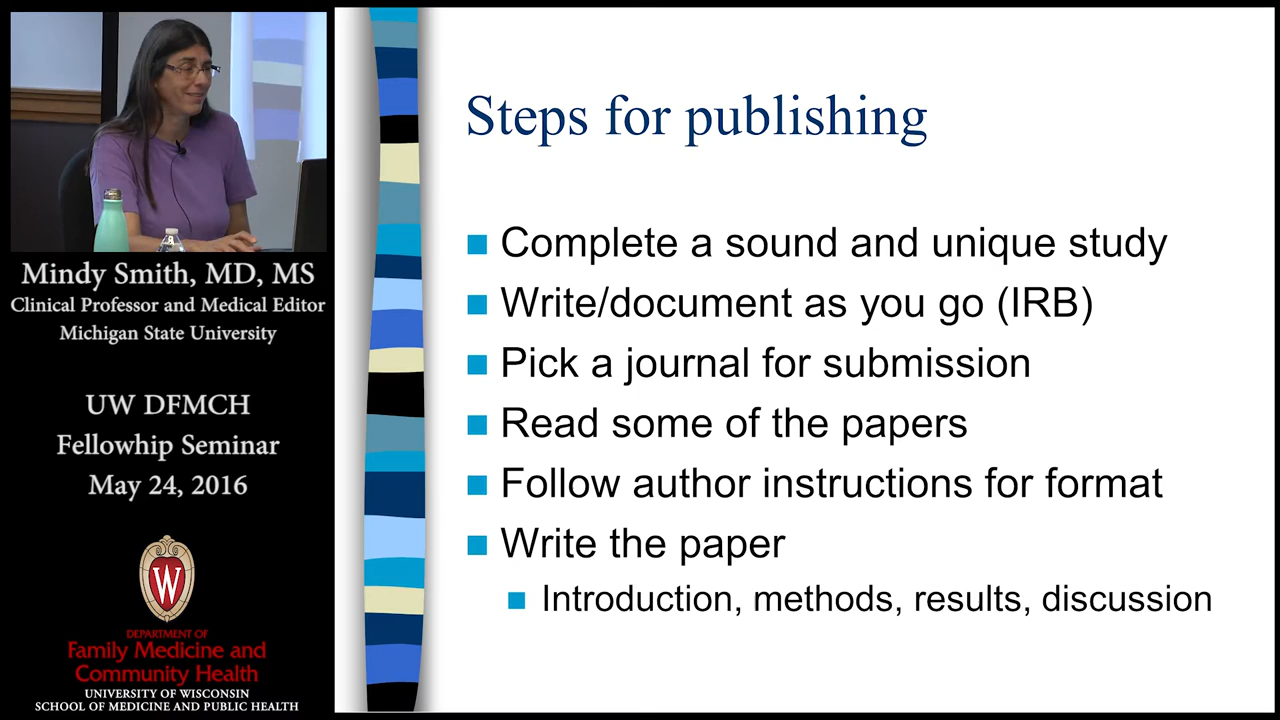 Mindy Smith, MD, MS
Clinical Professor and Medical Editor
Michigan State University
UW DFMCH
Fellowhip Seminar
May 24, 2016
W
DEPARTMENT OF
Family Medicine and
Community Health
UNIVERSITY OF WISCONSIN
SCHOOL OF MEDICINE AND PUBLIC HEALTH
Steps for publishing
Complete a sound and unique study
Write/document as you go (IRB)
Pick a journal for submission
Read some of the papers
Follow author instructions for format
Write the paper
Introduction, methods, results, discussion